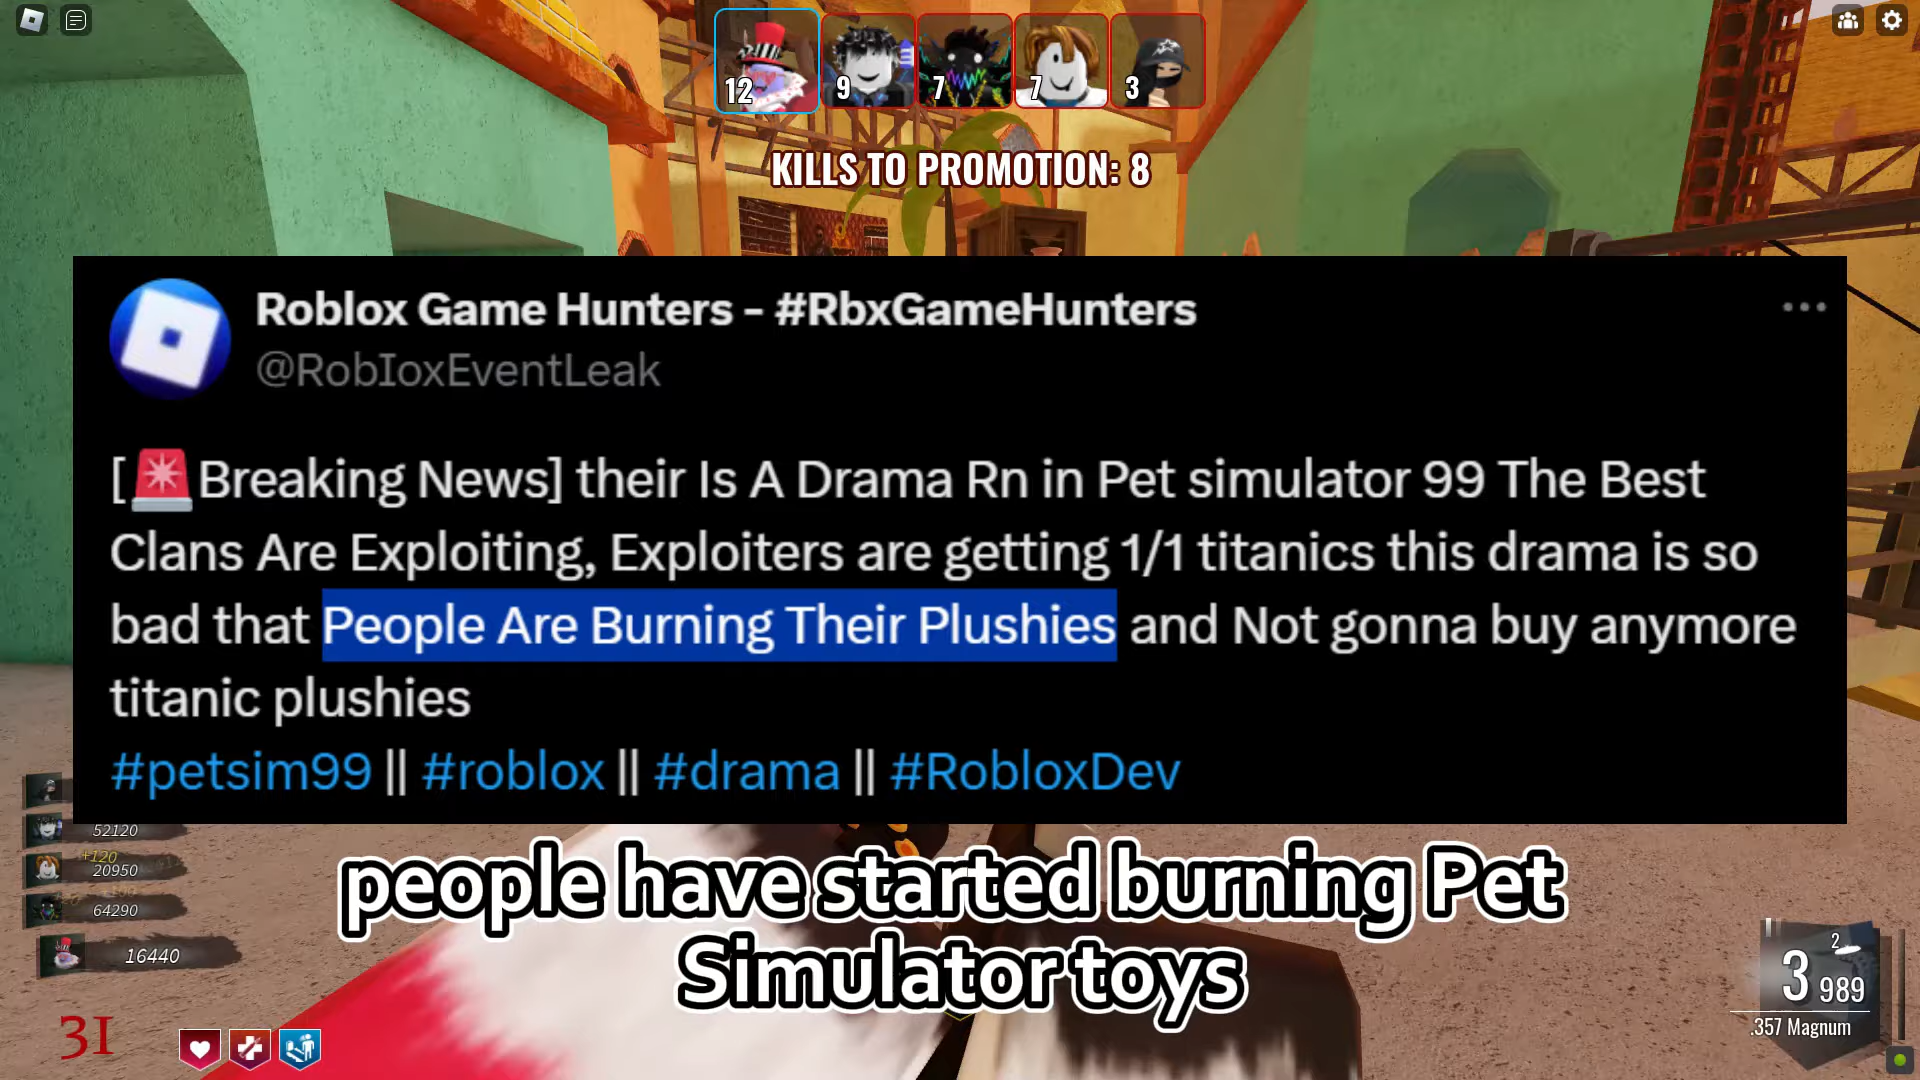 12
9
7
7
3
KILLS TO PROMOTION: 8
Roblox Game Hunters - #RbxGameHunters
@RobIoxEventLeak
[🚨Breaking News] their Is A Drama Rn in Pet simulator 99 The Best
Clans Are Exploiting, Exploiters are getting 1/1 titanics this drama is so
bad that People Are Burning Their Plushies and Not gonna buy anymore
titanic plushies
#petsim99 || #roblox || #drama || #RobloxDev
52120
+120
20950
64290
16440
people have started burning Pet
Simulator toys
31
2
3 989
.357 Magnum